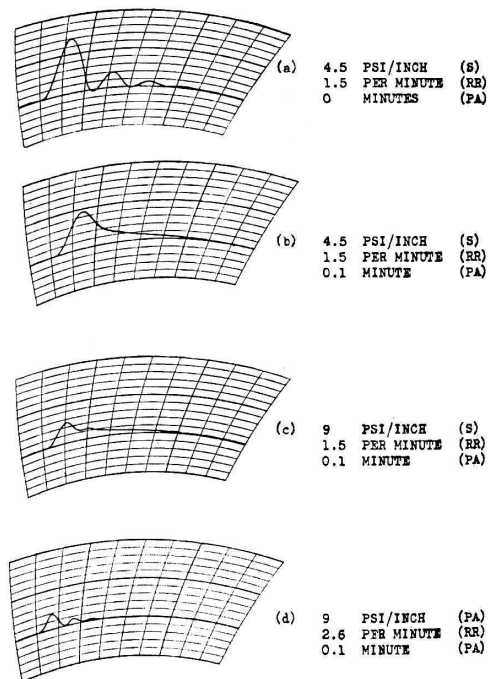 (a) 4.5 PSI/INCH (S)
1.5 PER MINUTE (RR)
0 MINUTES (PA)
(b) 4.5 PSI/INCH (S)
1.5 PER MINUTE (RR)
0.1 MINUTE (PA)
(c) 9 PSI/INCH (S)
1.5 PER MINUTE (RR)
0.1 MINUTE (PA)
(d) 9 PSI/INCH (PA)
2.6 PER MINUTE (RR)
0.1 MINUTE (PA)